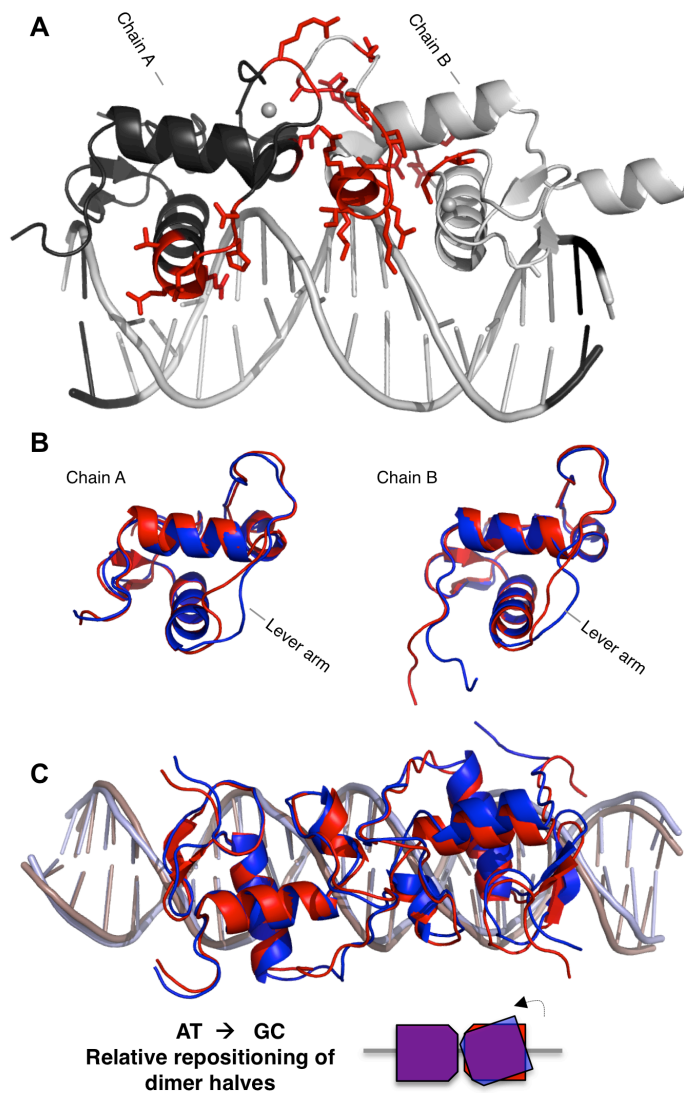 A
Chain A
Chain B
B
Chain A
Chain B
Lever arm
Lever arm
C
AT → GC
Relative repositioning of
dimer halves